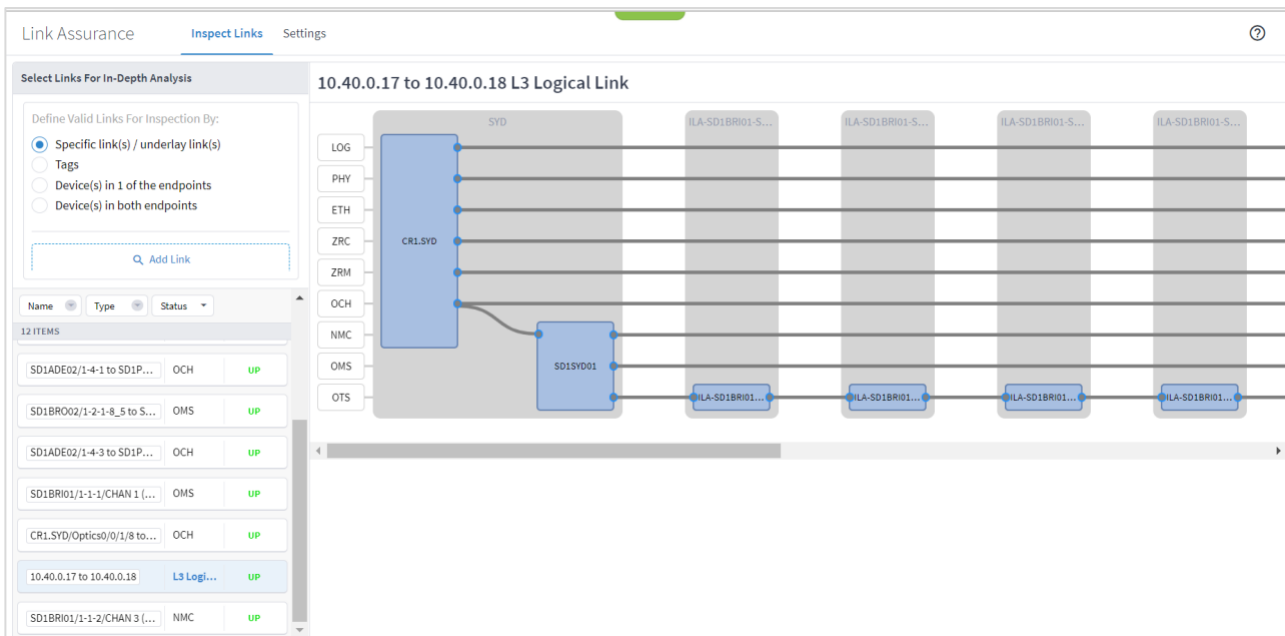 Link Assurance
Inspect Links
Settings
Select Links For In-Depth Analysis
Define Valid Links For Inspection By:
Specific link(s) / underlay link(s)
Tags
Device(s) in 1 of the endpoints
Device(s) in both endpoints
Add Link
Name Type Status
12 ITEMS
SD1ADE02/1-4-1 to SD1P... OCH UP
SD1BRO02/1-2-1-8_5 to S... OMS UP
SD1ADE02/1-4-3 to SD1P... OCH UP
SD1BRI01/1-1-1/CHAN 1 (... OMS UP
CR1.SYD/Optics0/0/1/8 to... OCH UP
10.40.0.17 to 10.40.0.18 L3 Logi... UP
SD1BRI01/1-1-2/CHAN 3 (... NMC UP
10.40.0.17 to 10.40.0.18 L3 Logical Link
SYD ILA-SD1BRI01-S... ILA-SD1BRI01-S... ILA-SD1BRI01-S... ILA-SD1BRI01-S...
LOG
PHY
ETH
ZRC CR1.SYD
ZRM
OCH
NMC
OMS SD1SYD01
OTS ILA-SD1BRI01... ILA-SD1BRI01... ILA-SD1BRI01... ILA-SD1BRI01...